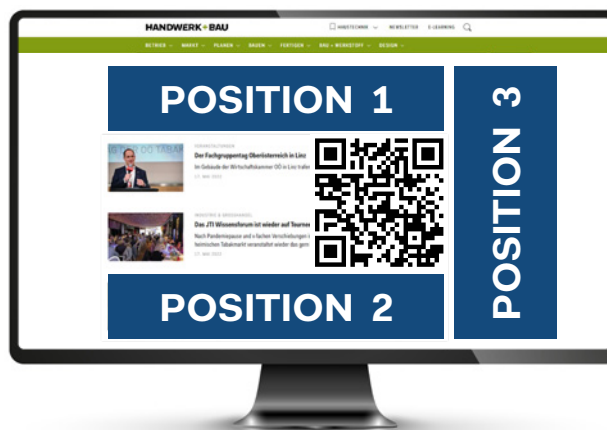 HANDWERK+BAU
HAUSTECHNIK
NEWSLETTER
E-LEARNING
BETRIEB
MARKT
PLANEN
BAUEN
FERTIGEN
BAU + WERKSTOFF
DESIGN
POSITION 1
POSITION 3
VERANSTALTUNGEN
Der Fachgruppentag Oberösterreich in Linz
Im Gebäude der Wirtschaftskammer OÖ in Linz trafen
17. MAI 2022
INDUSTRIE & GROSSHANDEL
Das JTI Wissensforum ist wieder auf Tournee
Nach Pandemiepause und x-fachen Verschiebungen
heimischen Tabakmarkt veranstaltet wieder das
17. MAI 2022
POSITION 2